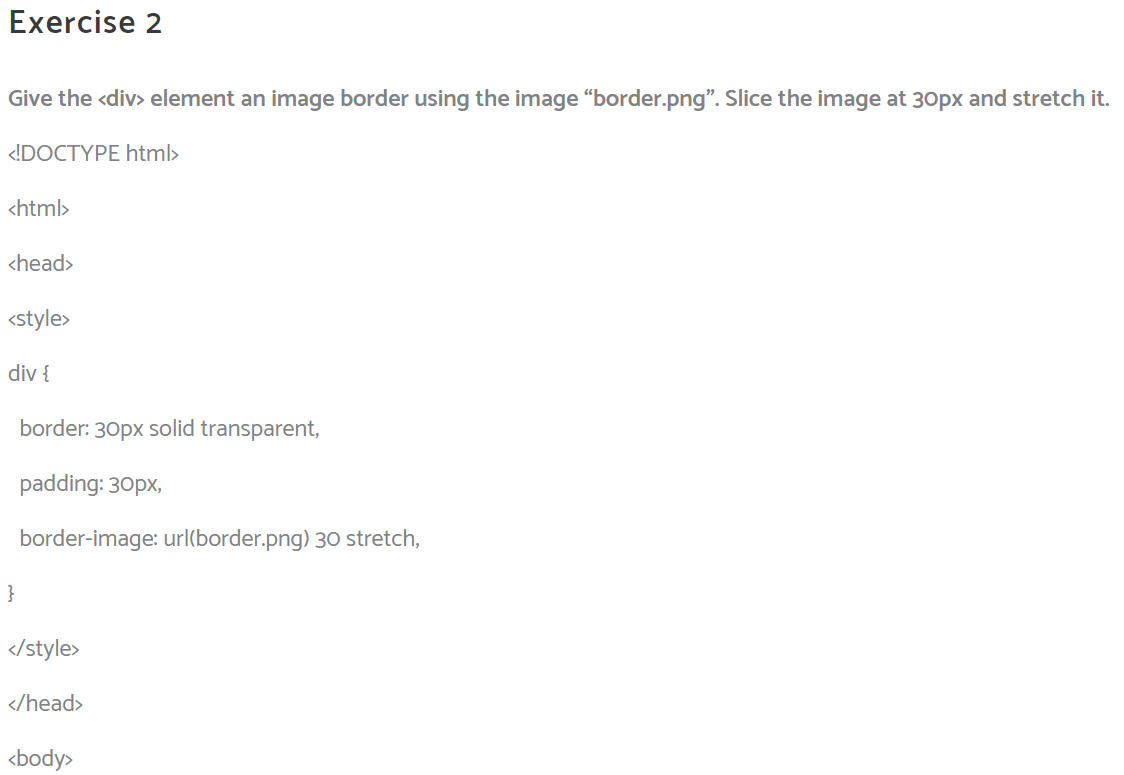 Exercise 2
Give the <div> element an image border using the image “border.png”. Slice the image at 30px and stretch it.
<!DOCTYPE html>
<html>
<head>
<style>
div {
border: 30px solid transparent,
padding: 30px,
border-image: url(border.png) 30 stretch,
}
</style>
</head>
<body>